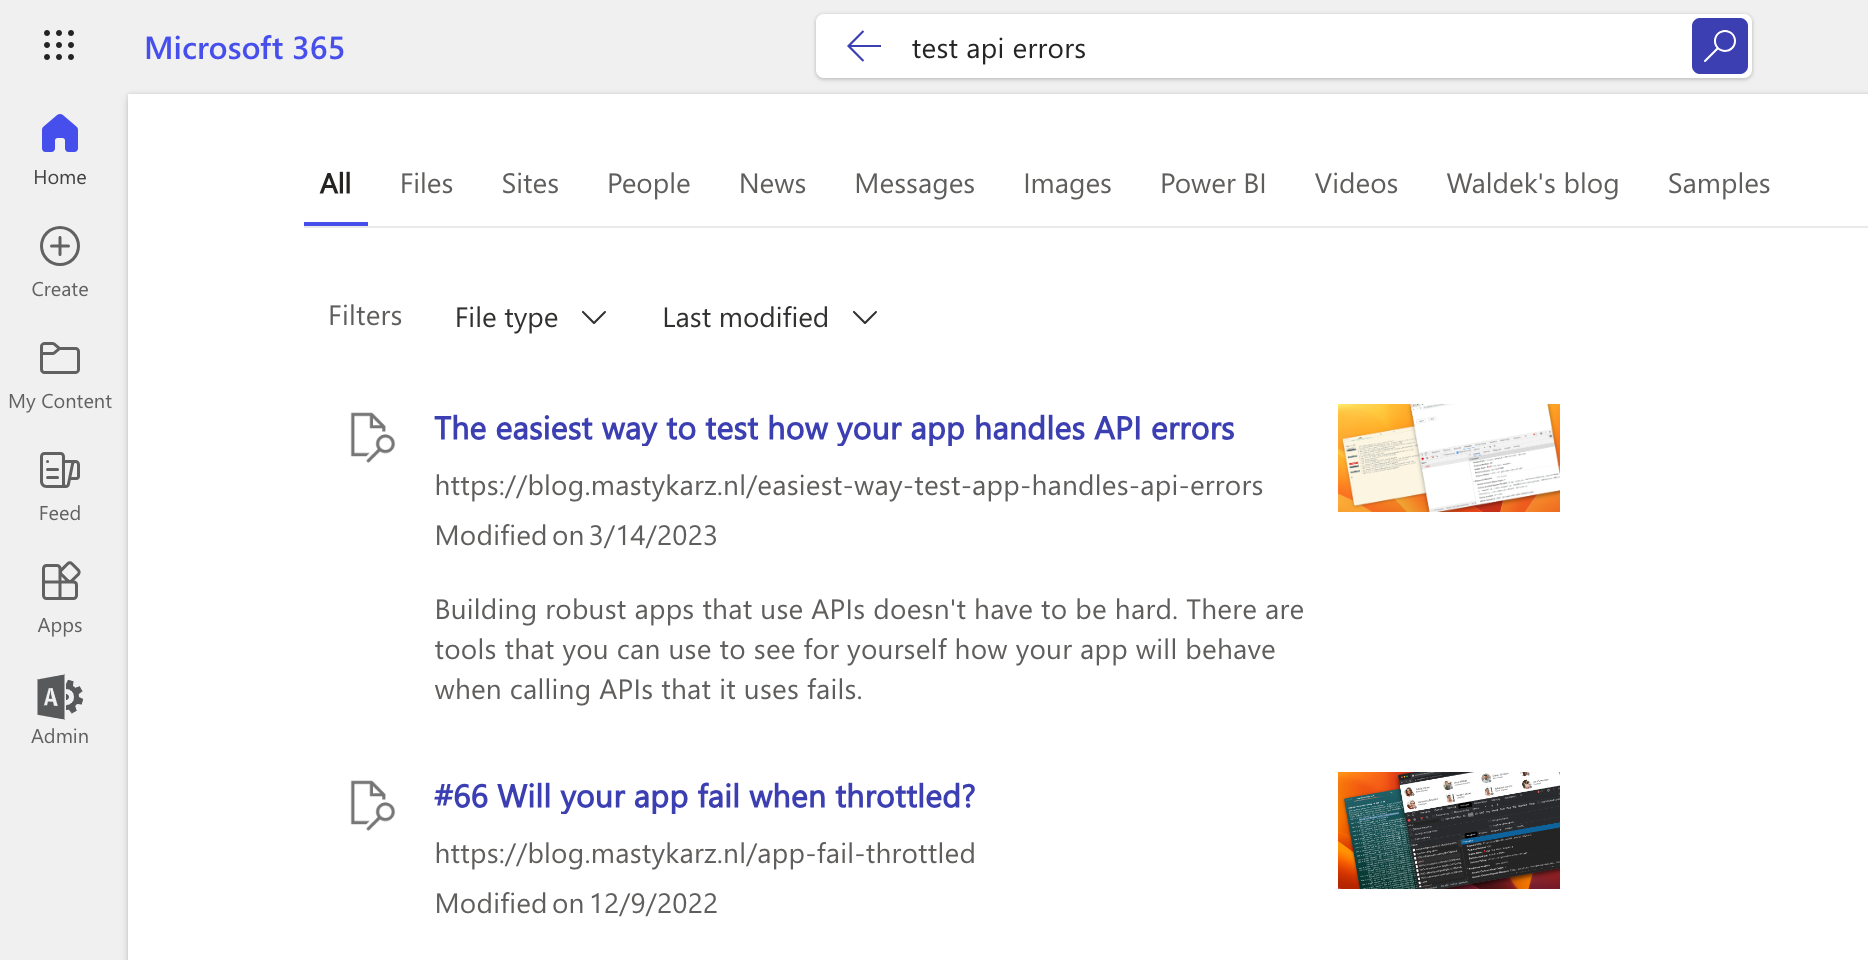 Microsoft 365
test api errors
Home
Create
My Content
Feed
Apps
A
Admin
All Files Sites People News Messages Images Power BI Videos Waldek's blog Samples
Filters File type Last modified
The easiest way to test how your app handles API errors
https://blog.mastykarz.nl/easiest-way-test-app-handles-api-errors
Modified on 3/14/2023
Building robust apps that use APIs doesn't have to be hard. There are
tools that you can use to see for yourself how your app will behave
when calling APIs that it uses fails.
#66 Will your app fail when throttled?
https://blog.mastykarz.nl/app-fail-throttled
Modified on 12/9/2022